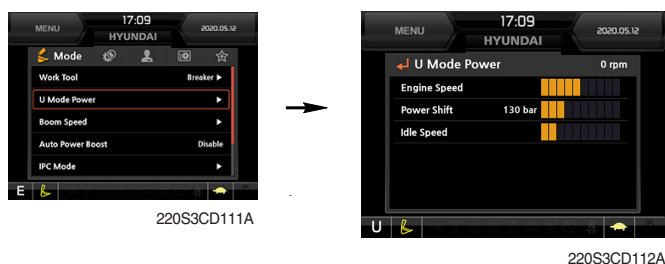 MENU 17:09 2020.05.12
HYUNDAI
Mode
Work Tool Breaker ▶
U Mode Power ▶
Boom Speed ▶
Auto Power Boost Disable
IPC Mode ▶
E
220S3CD111A
MENU 17:09 2020.05.12
HYUNDAI
U Mode Power 0 rpm
Engine Speed
Power Shift 130 bar
Idle Speed
U
220S3CD112A